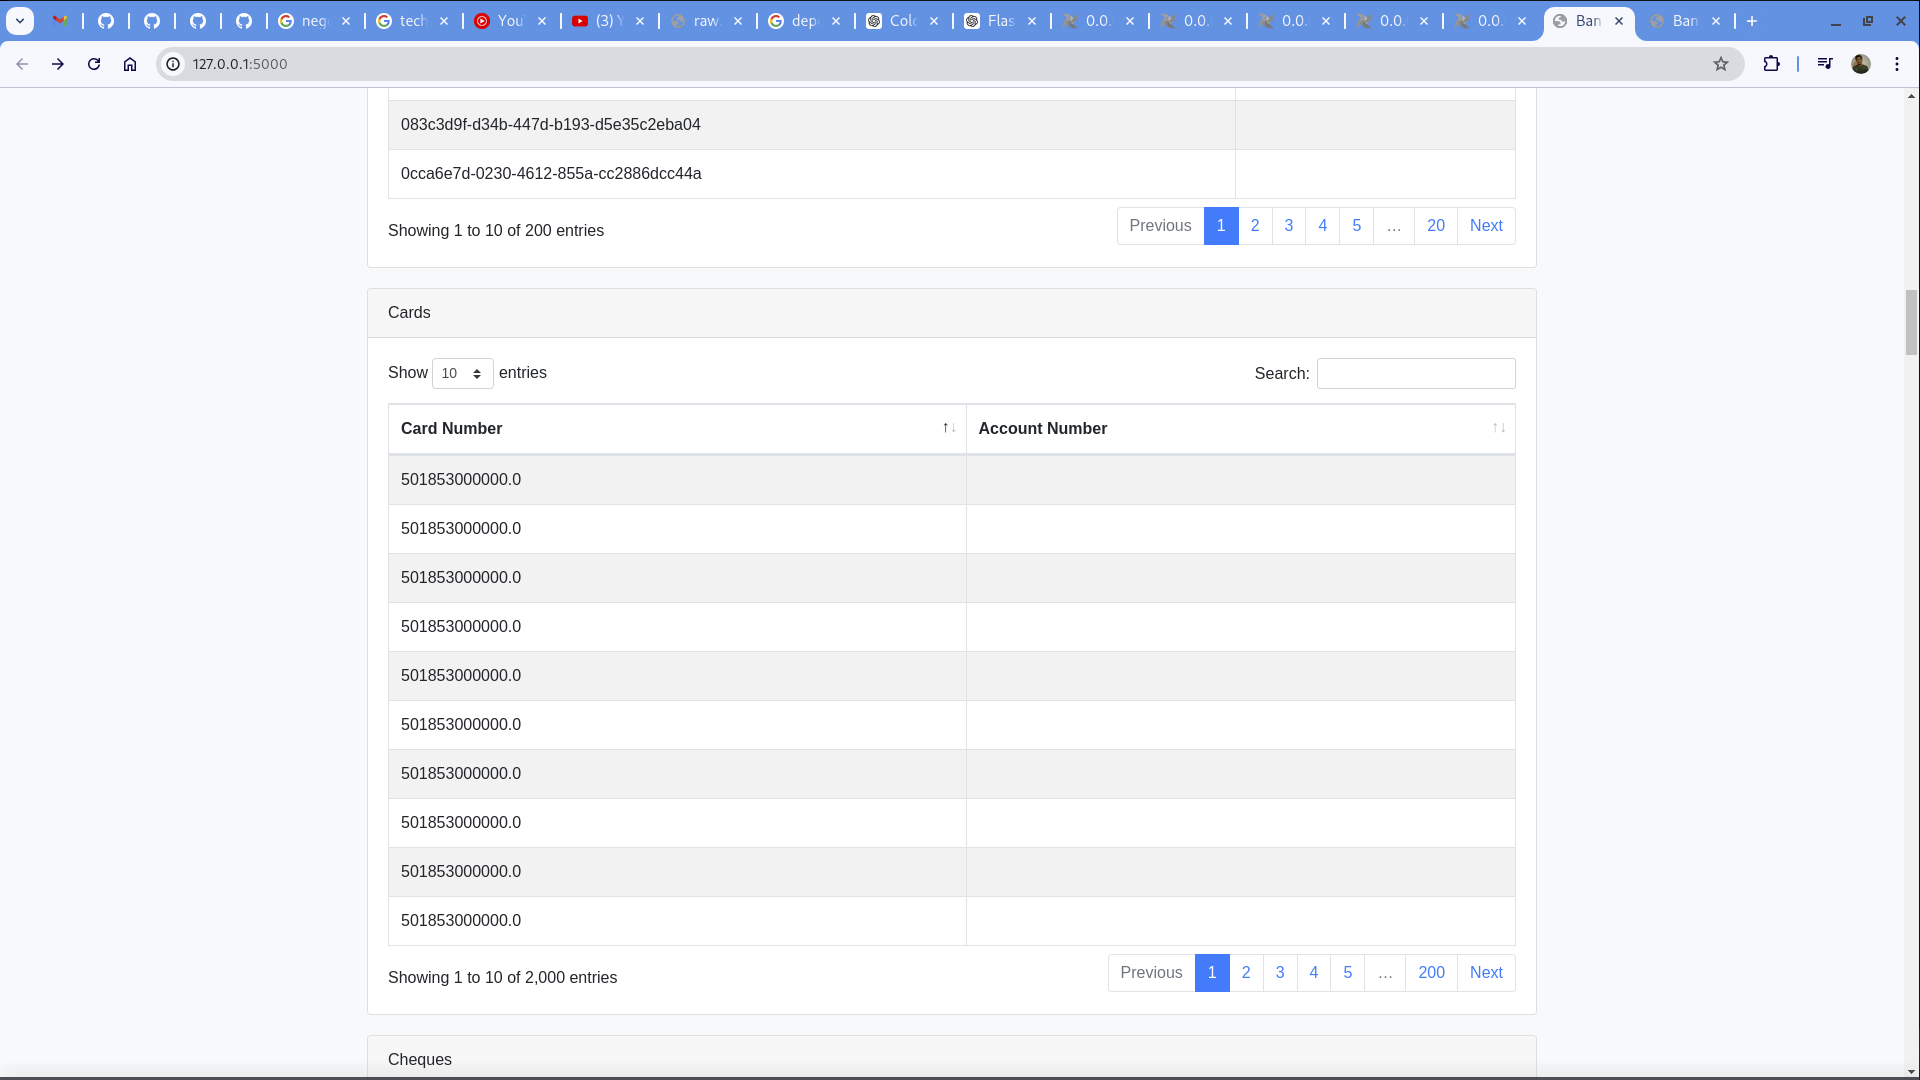 neg
tech
You
(3) Y
raw.
dep
Colo
Flas
0.0.
0.0.
0.0.
0.0.
0.0.
Ban
Ban
127.0.0.1:5000
083c3d9f-d34b-447d-b193-d5e35c2eba04
0cca6e7d-0230-4612-855a-cc2886dcc44a
Showing 1 to 10 of 200 entries
Previous 1 2 3 4 5 … 20 Next
Cards
Show 10 entries
Search:
Card Number Account Number
501853000000.0
501853000000.0
501853000000.0
501853000000.0
501853000000.0
501853000000.0
501853000000.0
501853000000.0
501853000000.0
501853000000.0
Showing 1 to 10 of 2,000 entries
Previous 1 2 3 4 5 … 200 Next
Cheques